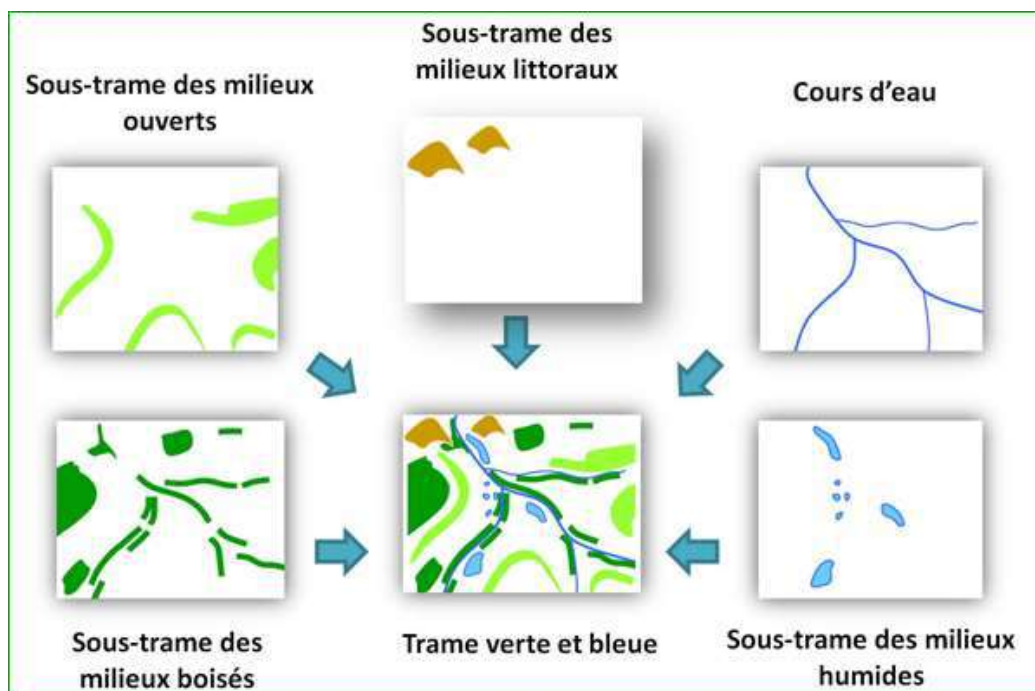 Sous-trame des
milieux littoraux
Sous-trame des milieux
ouverts
Cours d'eau
Sous-trame des
milieux boisés
Trame verte et bleue
Sous-trame des milieux
humides